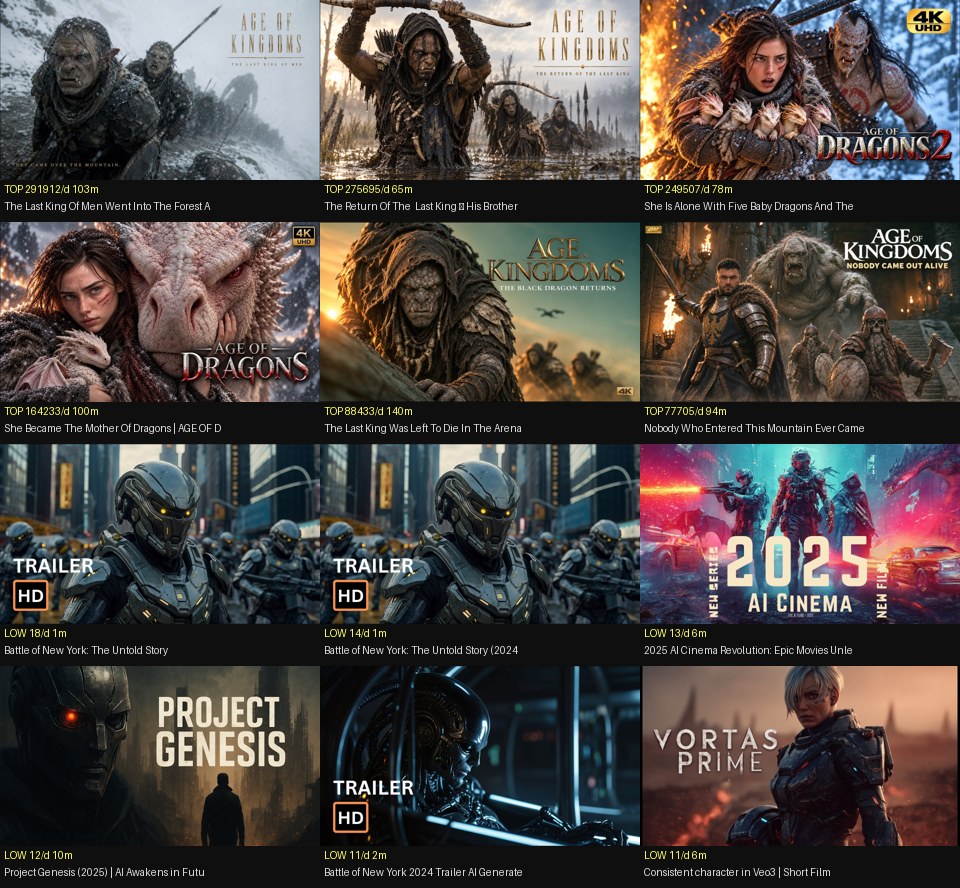 AGE OF
KINGDOMS
THE LAST KING OF MEN
THEY CAME OVER THE MOUNTAIN.
TOP 291912/d 103m
The Last King Of Men Went Into The Forest A
AGE OF
KINGDOMS
THE RETURN OF THE LAST KING
TOP 275695/d 65m
The Return Of The Last King His Brother
4K
UHD
AGE OF
DRAGONS 2
TOP 249507/d 78m
She Is Alone With Five Baby Dragons And The
4K
UHD
AGE OF
DRAGONS
TOP 164233/d 100m
She Became The Mother Of Dragons | AGE OF D
AGE OF
KINGDOMS
THE BLACK DRAGON RETURNS
4K
TOP 88433/d 140m
The Last King Was Left To Die In The Arena
AGE OF
KINGDOMS
NOBODY CAME OUT ALIVE
TOP 77705/d 94m
Nobody Who Entered This Mountain Ever Came
TRAILER
HD
LOW 18/d 1m
Battle of New York: The Untold Story
TRAILER
HD
LOW 14/d 1m
Battle of New York: The Untold Story (2024
NEW SERIES
2025
AI CINEMA
NEW FILM
LOW 13/d 6m
2025 AI Cinema Revolution: Epic Movies Unle
PROJECT
GENESIS
LOW 12/d 10m
Project Genesis (2025) | AI Awakens in Futu
TRAILER
HD
LOW 11/d 2m
Battle of New York 2024 Trailer AI Generate
VORTAS
PRIME
LOW 11/d 6m
Consistent character in Veo3 | Short Film